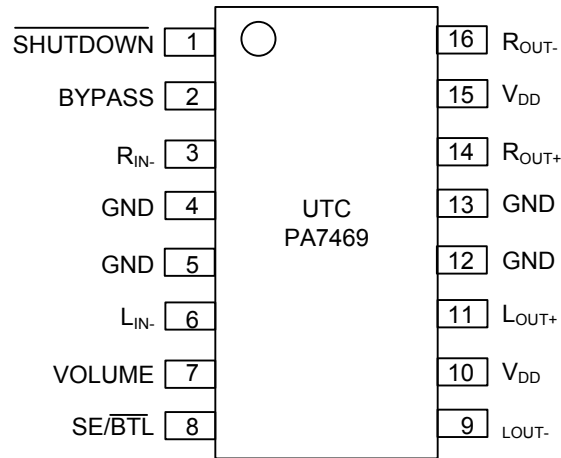 SHUTDOWN 1 16 ROUT-
BYPASS 2 15 VDD
RIN- 3 14 ROUT+
GND 4 13 GND
UTC
PA7469
GND 5 12 GND
LIN- 6 11 LOUT+
VOLUME 7 10 VDD
SE/BTL 8 9 LOUT-